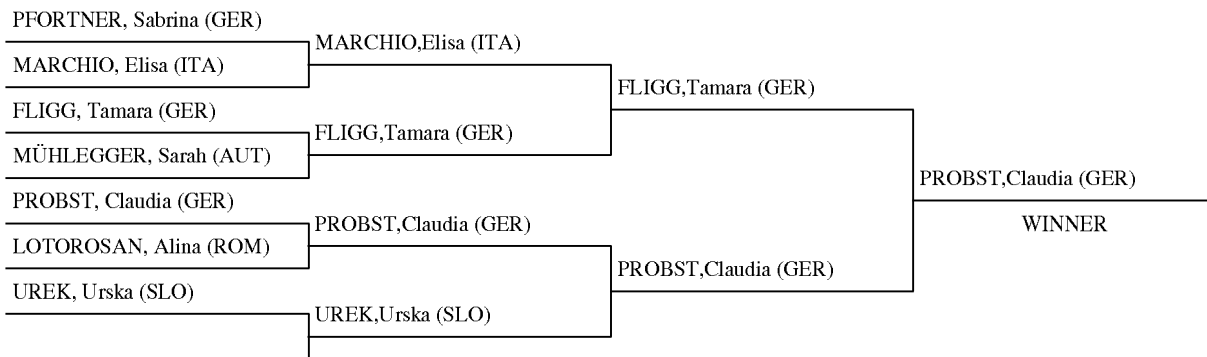 PFORTNER, Sabrina (GER)
MARCHIO, Elisa (ITA)
FLIGG, Tamara (GER)
MÜHLEGGER, Sarah (AUT)
PROBST, Claudia (GER)
LOTOROSAN, Alina (ROM)
UREK, Urska (SLO)
MARCHIO,Elisa (ITA)
FLIGG,Tamara (GER)
PROBST,Claudia (GER)
UREK,Urska (SLO)
FLIGG,Tamara (GER)
PROBST,Claudia (GER)
PROBST,Claudia (GER)
WINNER